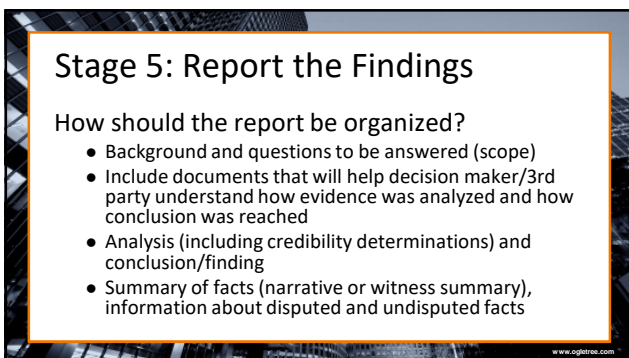 Stage 5: Report the Findings
How should the report be organized?
● Background and questions to be answered (scope)
● Include documents that will help decision maker/3rd
party understand how evidence was analyzed and how
conclusion was reached
● Analysis (including credibility determinations) and
conclusion/finding
● Summary of facts (narrative or witness summary),
information about disputed and undisputed facts
www.ogletree.com